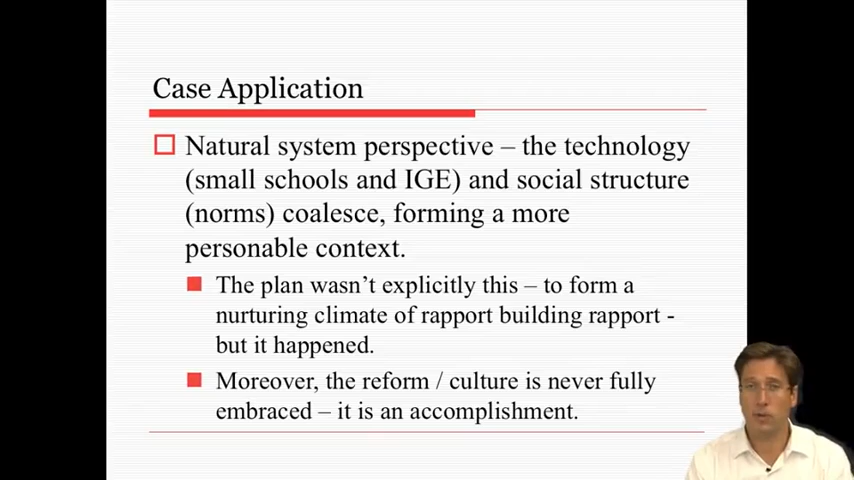 Case Application
Natural system perspective – the technology
(small schools and IGE) and social structure
(norms) coalesce, forming a more
personable context.
The plan wasn't explicitly this – to form a
nurturing climate of rapport building rapport -
but it happened.
Moreover, the reform / culture is never fully
embraced – it is an accomplishment.